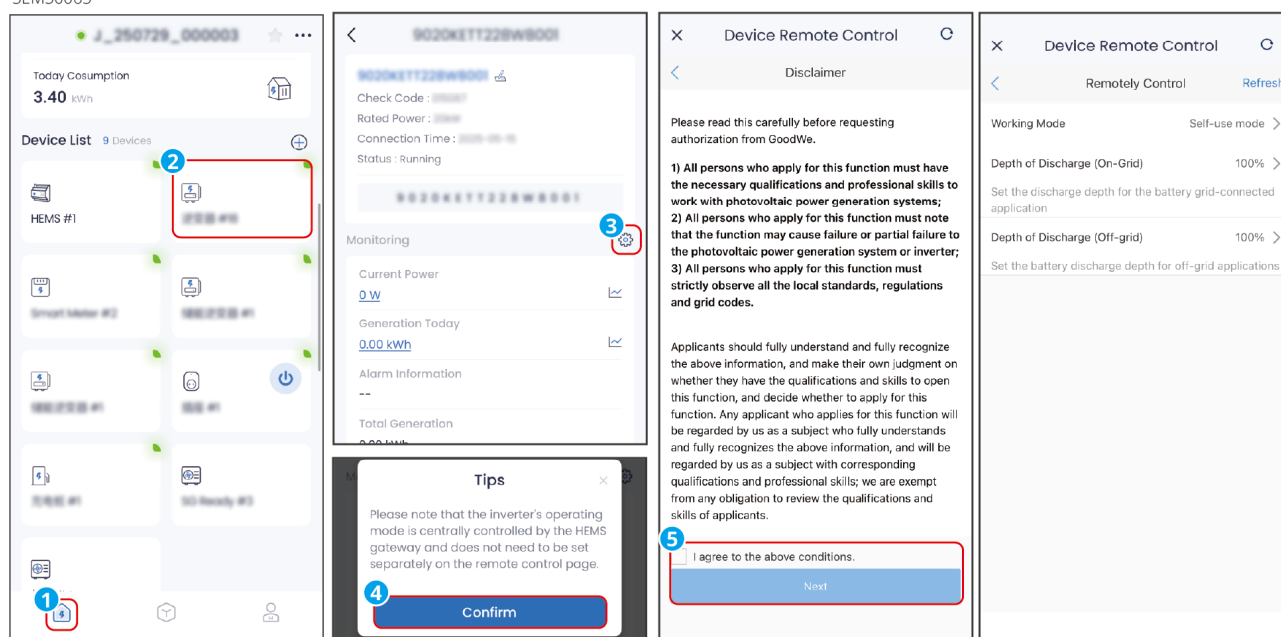 J_250729_000003
Today Cosumption
3.40 kWh
Device List 9 Devices
2
HEMS #1
Smart Meter #2
SG Ready #3
1
9020KETT228W8001
9020KETT228W8001
Check Code :
Rated Power :
Connection Time :
Status : Running
9020KETT228W8001
3
Monitoring
Current Power
0 W
Generation Today
0.00 kWh
Alarm Information
--
Total Generation
Tips
Please note that the inverter's operating
mode is centrally controlled by the HEMS
gateway and does not need to be set
separately on the remote control page.
4
Confirm
Device Remote Control
Disclaimer
Please read this carefully before requesting
authorization from GoodWe.
1) All persons who apply for this function must have
the necessary qualifications and professional skills to
work with photovoltaic power generation systems;
2) All persons who apply for this function must note
that the function may cause failure or partial failure to
the photovoltaic power generation system or inverter;
3) All persons who apply for this function must
strictly observe all the local standards, regulations
and grid codes.
Applicants should fully understand and fully recognize
the above information, and make their own judgment on
whether they have the qualifications and skills to open
this function, and decide whether to apply for this
function. Any applicant who applies for this function will
be regarded by us as a subject who fully understands
and fully recognizes the above information, and will be
regarded by us as a subject with corresponding
qualifications and professional skills; we are exempt
from any obligation to review the qualifications and
skills of applicants.
5
I agree to the above conditions.
Next
Device Remote Control
Remotely Control Refresh
Working Mode Self-use mode
Depth of Discharge (On-Grid) 100%
Set the discharge depth for the battery grid-connected
application
Depth of Discharge (Off-grid) 100%
Set the battery discharge depth for off-grid applications